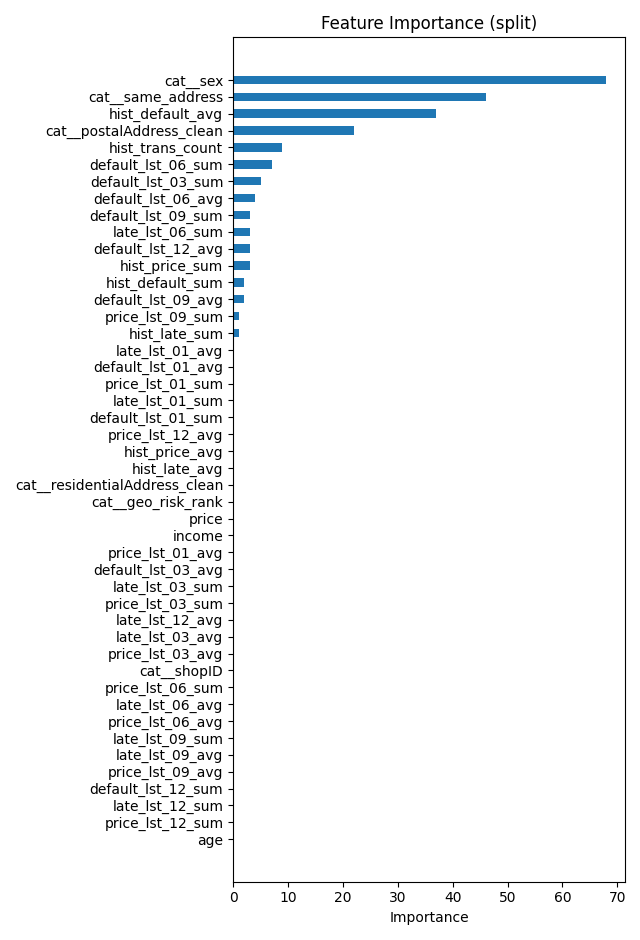 Feature Importance (split)
cat__sex
cat__same_address
hist_default_avg
cat__postalAddress_clean
hist_trans_count
default_lst_06_sum
default_lst_03_sum
default_lst_06_avg
default_lst_09_sum
late_lst_06_sum
default_lst_12_avg
hist_price_sum
hist_default_sum
default_lst_09_avg
price_lst_09_sum
hist_late_sum
late_lst_01_avg
default_lst_01_avg
price_lst_01_sum
late_lst_01_sum
default_lst_01_sum
price_lst_12_avg
hist_price_avg
hist_late_avg
cat__residentialAddress_clean
cat__geo_risk_rank
price
income
price_lst_01_avg
default_lst_03_avg
late_lst_03_sum
price_lst_03_sum
late_lst_12_avg
late_lst_03_avg
price_lst_03_avg
cat__shopID
price_lst_06_sum
late_lst_06_avg
price_lst_06_avg
late_lst_09_sum
late_lst_09_avg
price_lst_09_avg
default_lst_12_sum
late_lst_12_sum
price_lst_12_sum
age
0 10 20 30 40 50 60 70
Importance